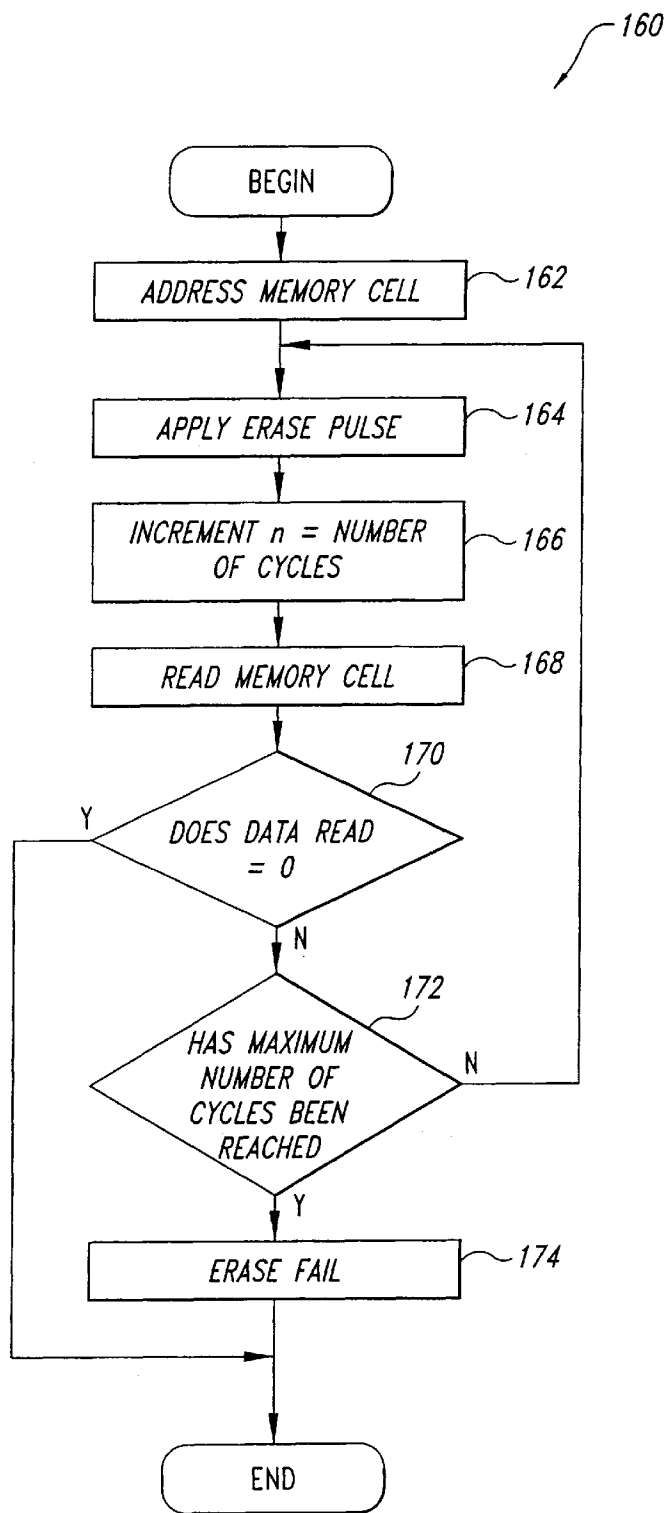 160
BEGIN
ADDRESS MEMORY CELL
162
APPLY ERASE PULSE
164
INCREMENT n = NUMBER
OF CYCLES
166
READ MEMORY CELL
168
170
Y
DOES DATA READ
= 0
N
172
HAS MAXIMUM
NUMBER OF
CYCLES BEEN
REACHED
N
Y
ERASE FAIL
174
END